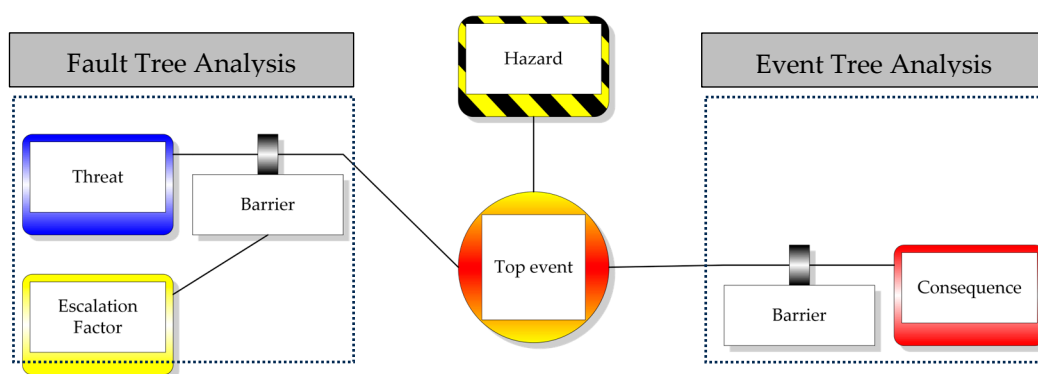 Fault Tree Analysis
Hazard
Event Tree Analysis
Threat
Barrier
Escalation
Factor
Top event
Barrier
Consequence